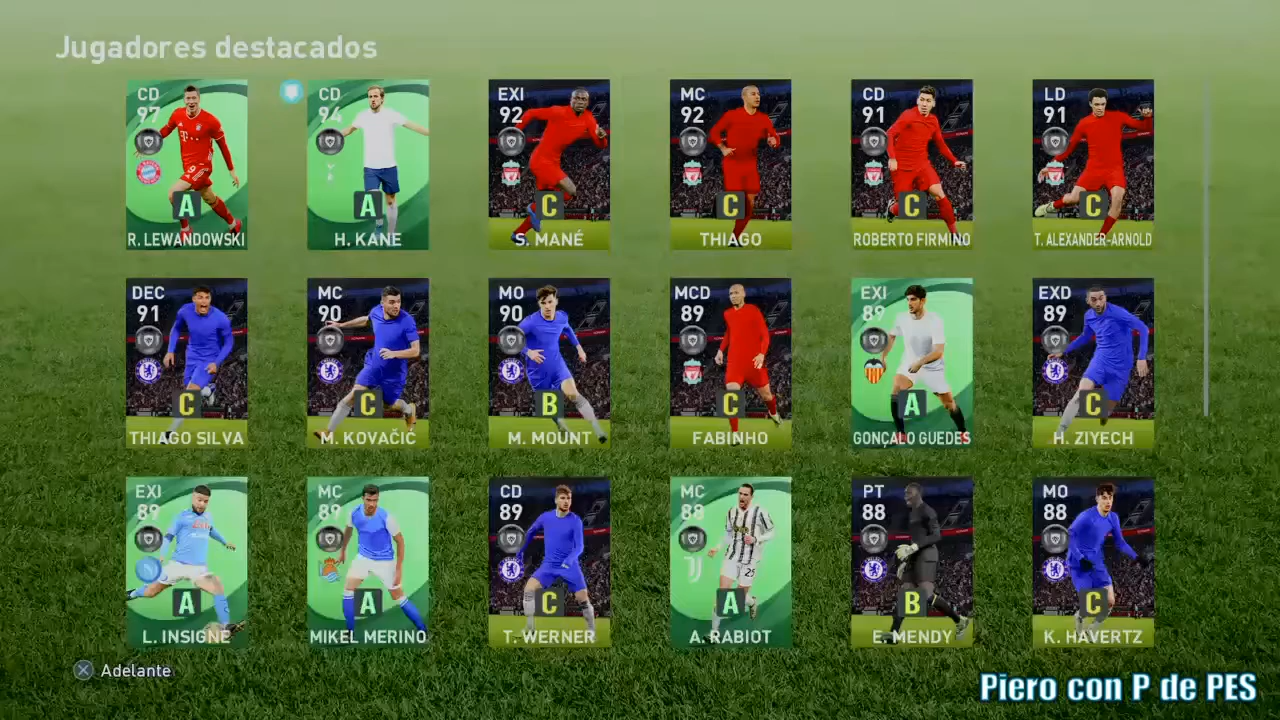 Jugadores destacados
CD 97 A R. LEWANDOWSKI
CD 94 A H. KANE
EXI 92 C S. MANÉ
MC 92 C THIAGO
CD 91 C ROBERTO FIRMINO
LD 91 C T. ALEXANDER-ARNOLD
DEC 91 C THIAGO SILVA
MC 90 C M. KOVAČIĆ
MO 90 B M. MOUNT
MCD 89 C FABINHO
EXI 89 A GONÇALO GUEDES
EXD 89 C H. ZIYECH
EXI 89 A L. INSIGNE
MC 89 A MIKEL MERINO
CD 89 C T. WERNER
MC 88 A A. RABIOT
PT 88 B E. MENDY
MO 88 C K. HAVERTZ
Adelante
Piero con P de PES